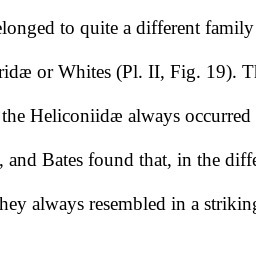 elonged to quite a different family
ridæ or Whites (Pl. II, Fig. 19). T
the Heliconiidæ always occurred
, and Bates found that, in the diffe
hey always resembled in a striking